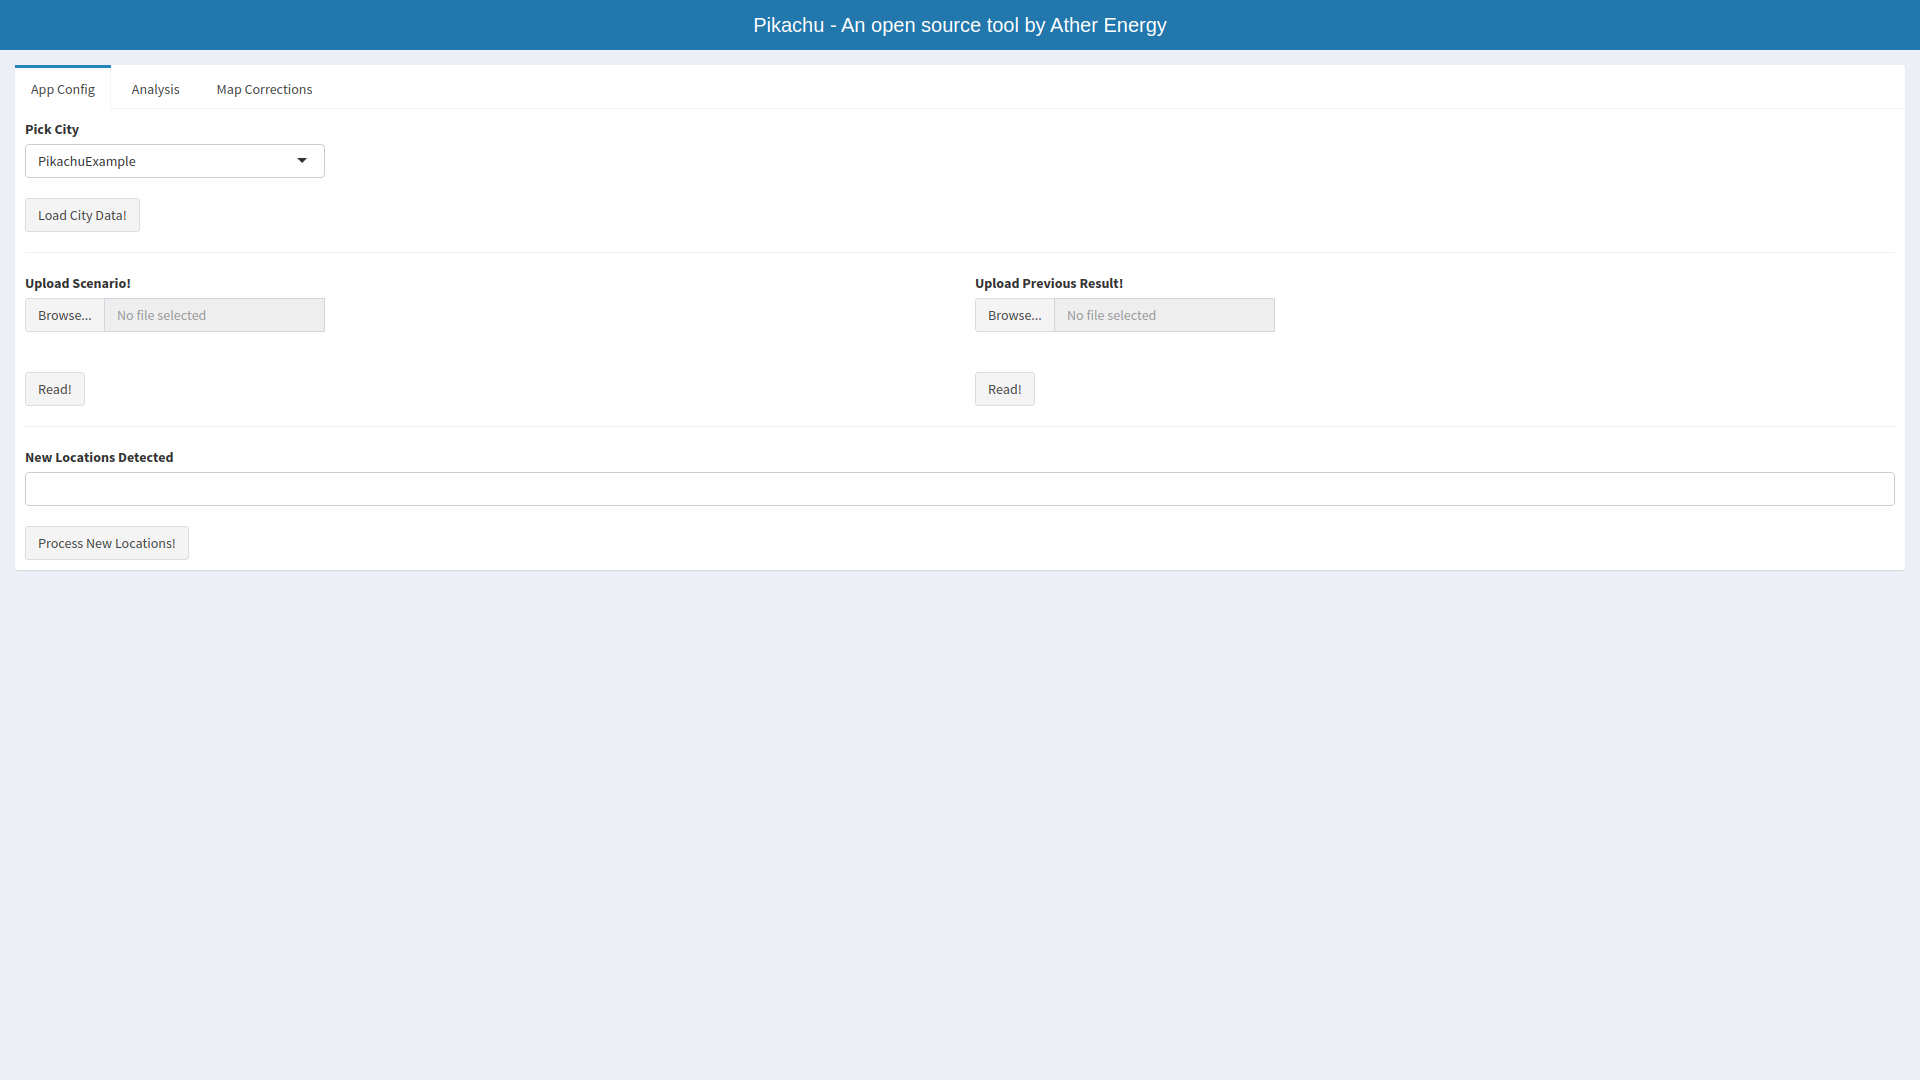 Pikachu - An open source tool by Ather Energy
App Config
Analysis
Map Corrections
Pick City
PikachuExample
Load City Data!
Upload Scenario!
Upload Previous Result!
Browse...
No file selected
Browse...
No file selected
Read!
Read!
New Locations Detected
Process New Locations!